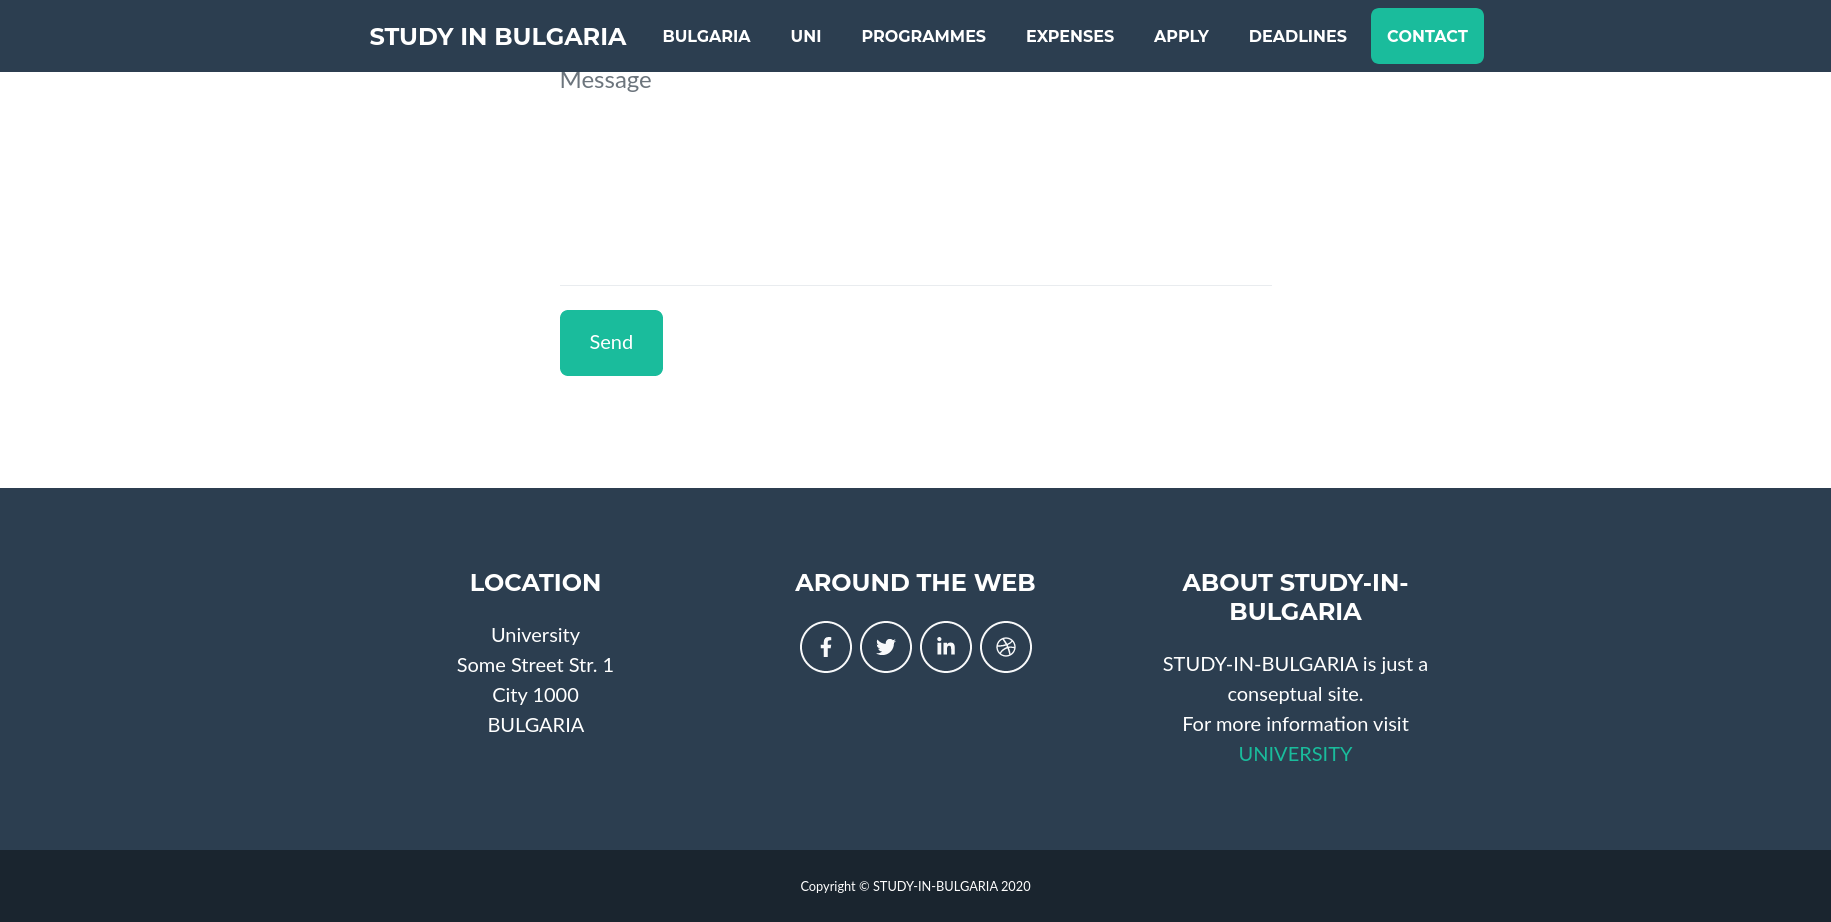 STUDY IN BULGARIA BULGARIA UNI PROGRAMMES EXPENSES APPLY DEADLINES CONTACT
Message
Send
LOCATION
University
Some Street Str. 1
City 1000
BULGARIA
AROUND THE WEB
ABOUT STUDY-IN-
BULGARIA
STUDY-IN-BULGARIA is just a
conseptual site.
For more information visit
UNIVERSITY
Copyright © STUDY-IN-BULGARIA 2020